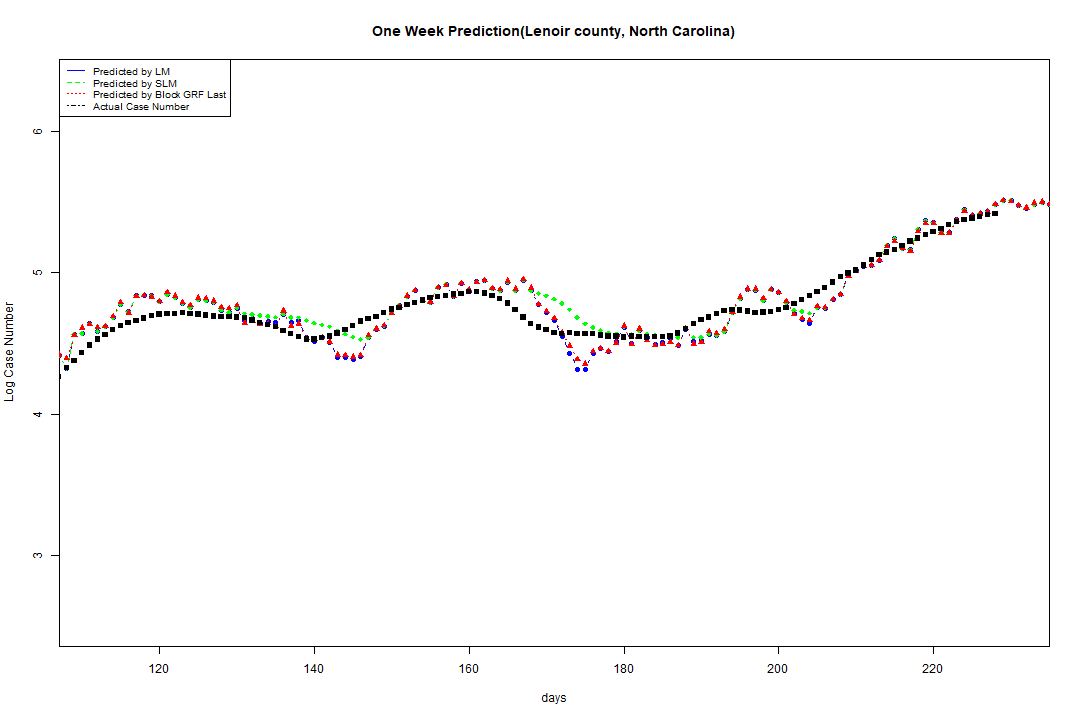 One Week Prediction(Lenoir county, North Carolina)
Predicted by LM
Predicted by SLM
Predicted by Block GRF Last
Actual Case Number
6
5
4
3
Log Case Number
120 140 160 180 200 220
days